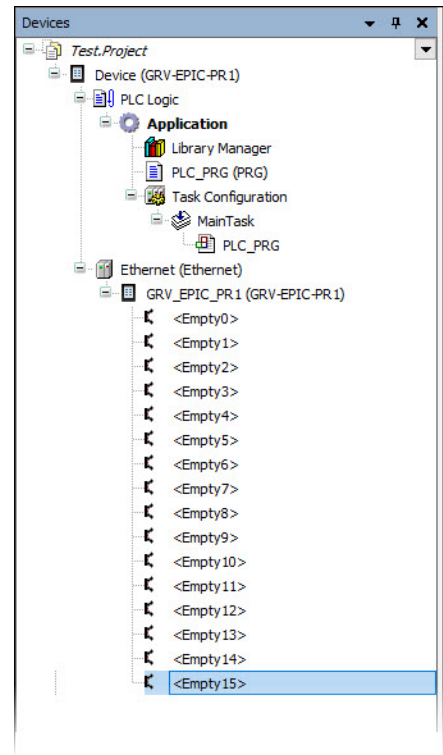 Devices
Test.Project
Device (GRV-EPIC-PR1)
PLC Logic
Application
Library Manager
PLC_PRG (PRG)
Task Configuration
MainTask
PLC_PRG
Ethernet (Ethernet)
GRV_EPIC_PR1 (GRV-EPIC-PR1)
<Empty0>
<Empty1>
<Empty2>
<Empty3>
<Empty4>
<Empty5>
<Empty6>
<Empty7>
<Empty8>
<Empty9>
<Empty10>
<Empty11>
<Empty12>
<Empty13>
<Empty14>
<Empty15>